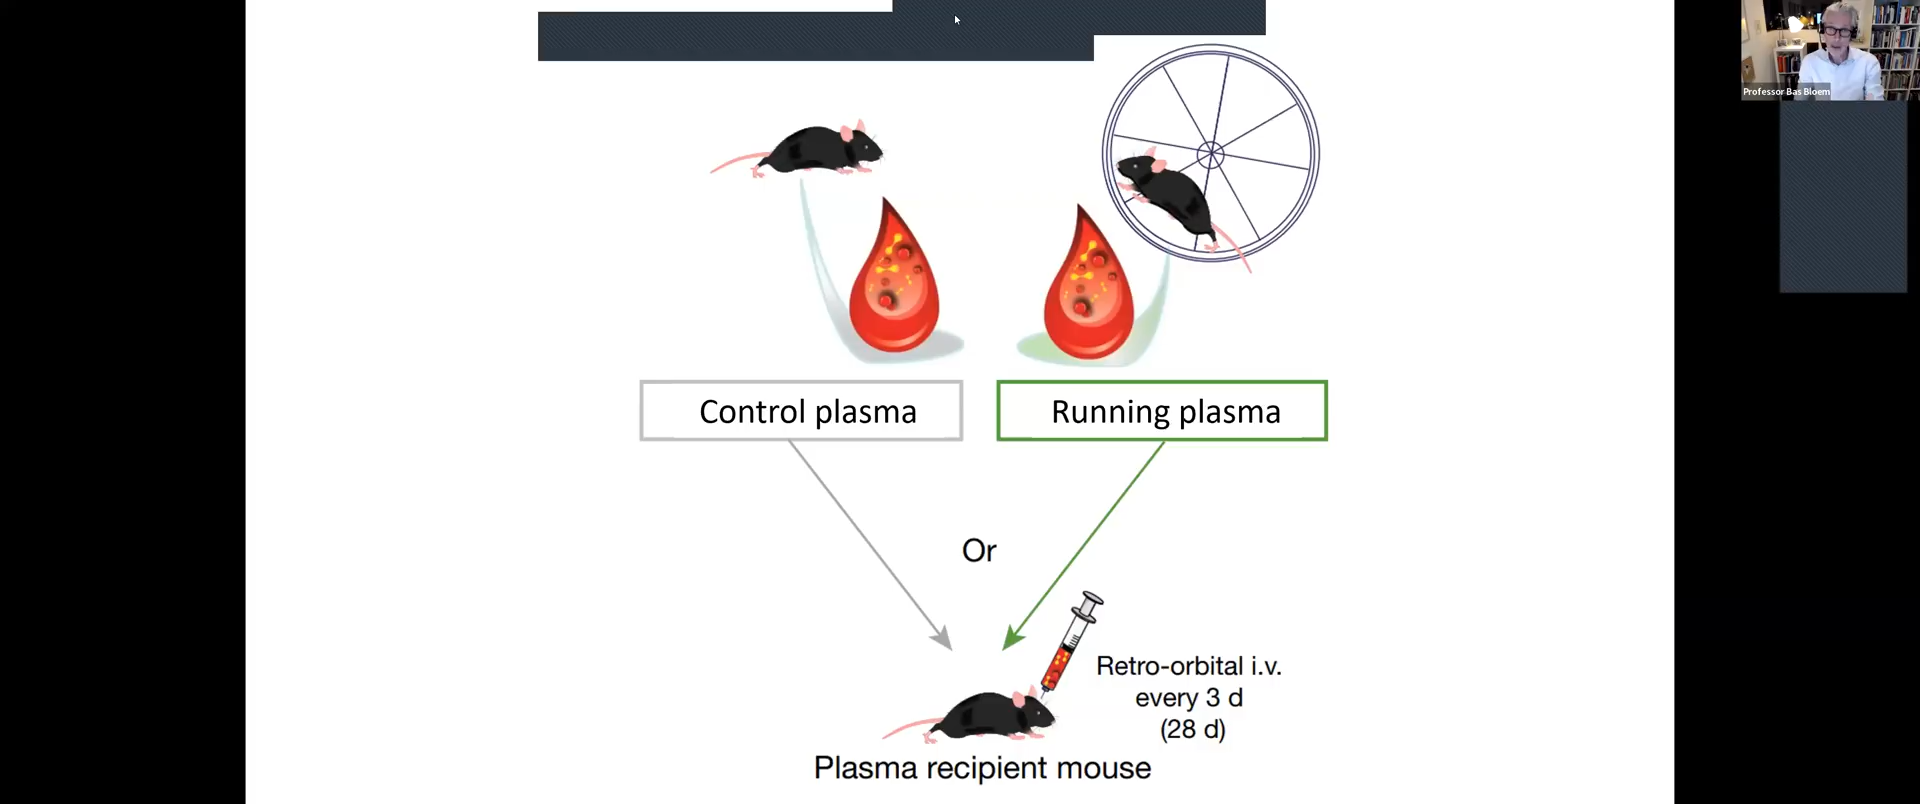 Professor Bas Bloem
Control plasma
Running plasma
Or
Retro-orbital i.v.
every 3 d
(28 d)
Plasma recipient mouse